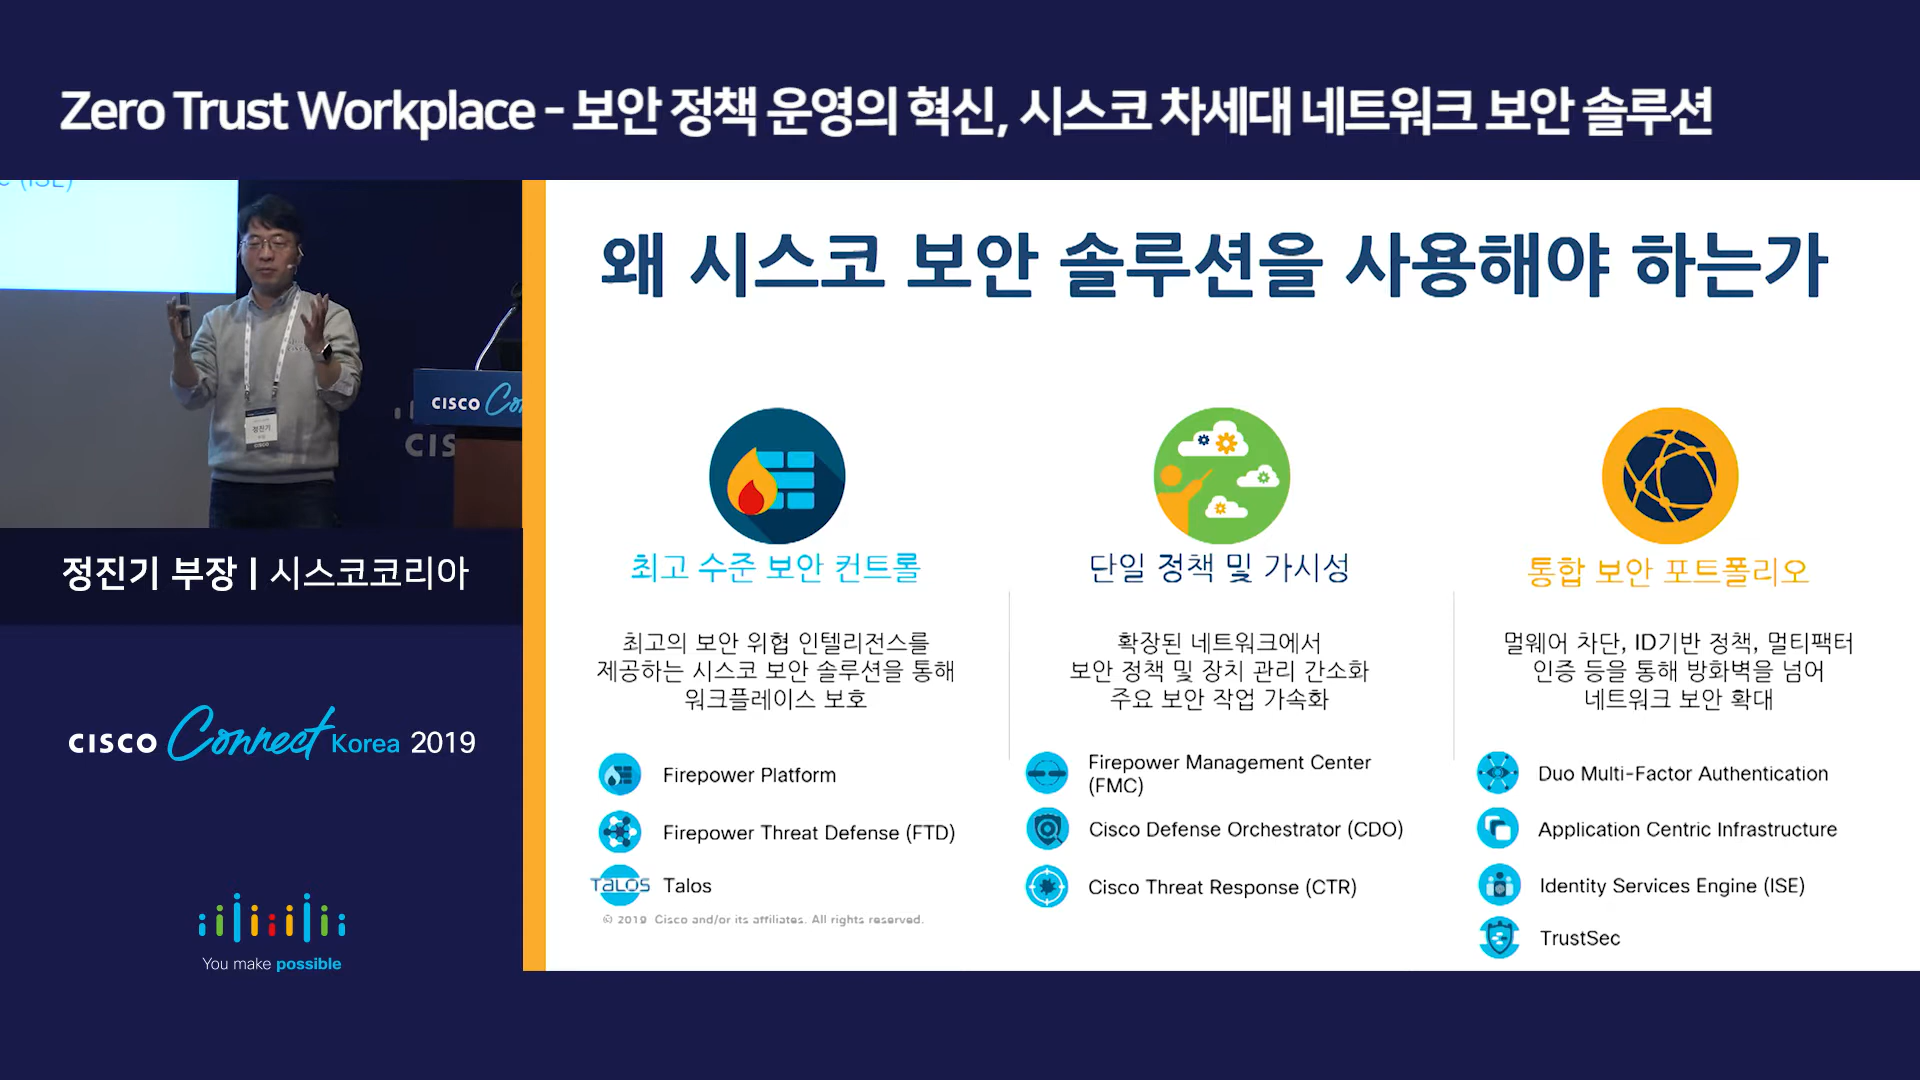 Zero Trust Workplace - 보안 정책 운영의 혁신, 시스코 차세대 네트워크 보안 솔루션
(ISE)
CISCO
CIS
정진기
정진기 부장 | 시스코코리아
CISCO Connect Korea 2019
You make possible
왜 시스코 보안 솔루션을 사용해야 하는가
최고 수준 보안 컨트롤
최고의 보안 위협 인텔리전스를
제공하는 시스코 보안 솔루션을 통해
워크플레이스 보호
Firepower Platform
Firepower Threat Defense (FTD)
TALOS Talos
© 2019 Cisco and/or its affiliates. All rights reserved.
단일 정책 및 가시성
확장된 네트워크에서
보안 정책 및 장치 관리 간소화
주요 보안 작업 가속화
Firepower Management Center
(FMC)
Cisco Defense Orchestrator (CDO)
Cisco Threat Response (CTR)
통합 보안 포트폴리오
멀웨어 차단, ID기반 정책, 멀티팩터
인증 등을 통해 방화벽을 넘어
네트워크 보안 확대
Duo Multi-Factor Authentication
Application Centric Infrastructure
Identity Services Engine (ISE)
TrustSec